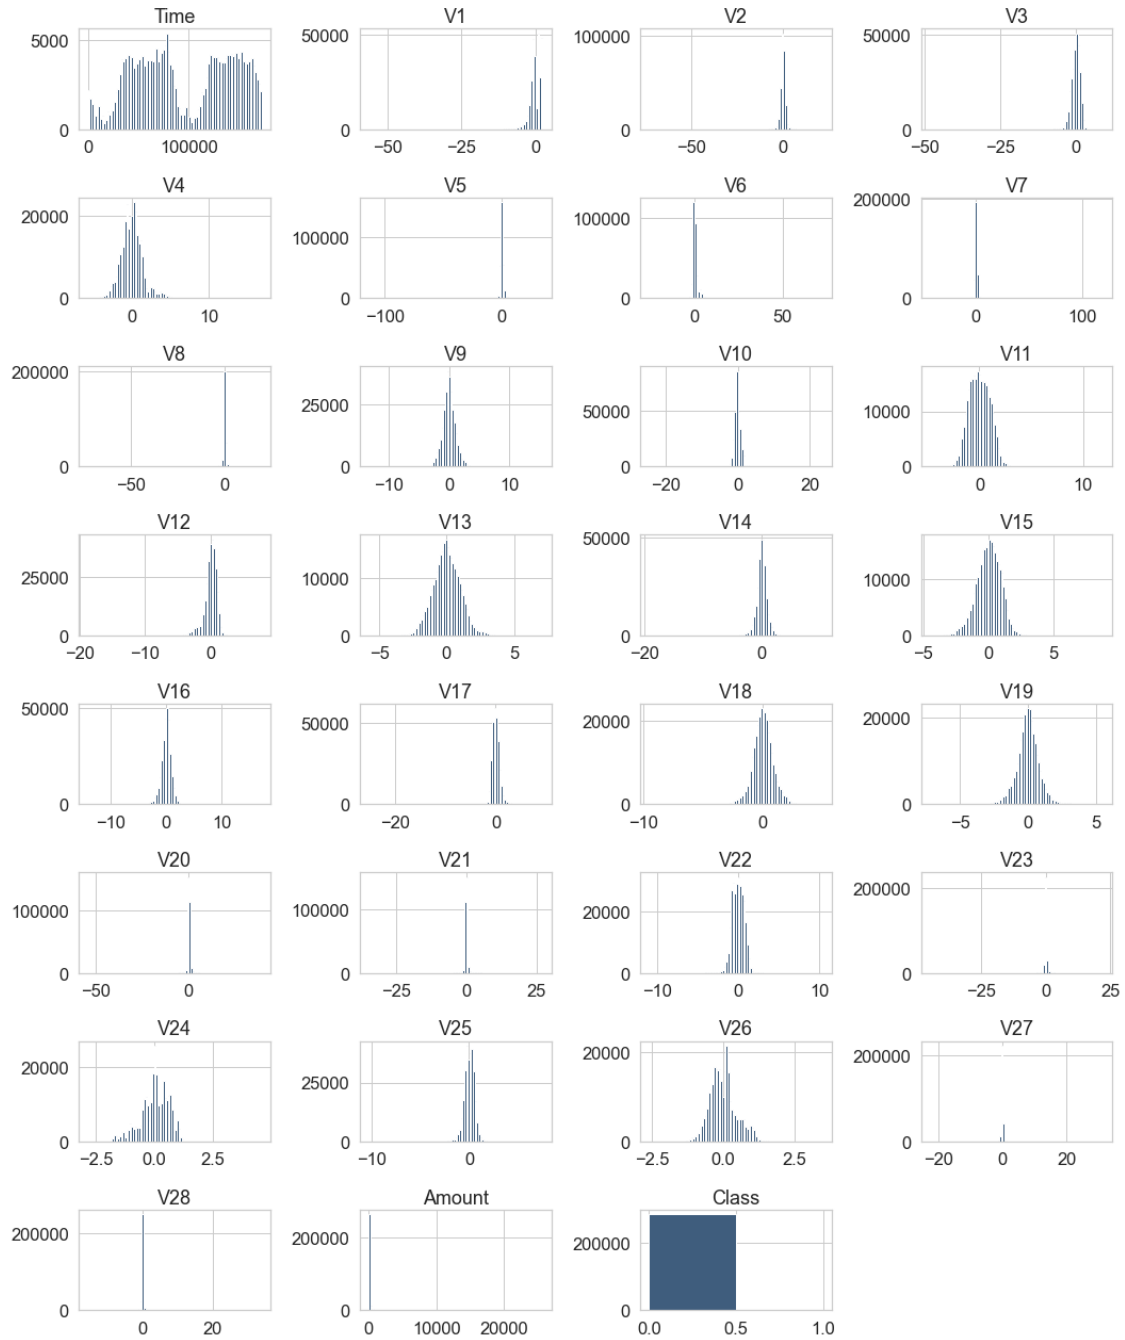 Time V1 V2 V3
5000 50000 100000 50000
0 0 0 0
0 100000 −50 −25 0 −50 0 −50 −25 0
V4 V5 V6 V7
20000 100000 100000 200000
0 0 0 0
0 10 −100 0 0 50 0 100
V8 V9 V10 V11
200000 25000 50000 10000
0 0 0 0
−50 0 −10 0 10 −20 0 20 0 10
V12 V13 V14 V15
25000 10000 50000 10000
0 0 0 0
−20 −10 0 −5 0 5 −20 0 −5 0 5
V16 V17 V18 V19
50000 50000 20000 20000
0 0 0 0
−10 0 10 −20 0 −10 0 −5 0 5
V20 V21 V22 V23
100000 100000 20000 200000
0 0 0 0
−50 0 −25 0 25 −10 0 10 −25 0 25
V24 V25 V26 V27
20000 25000 20000 200000
0 0 0 0
−2.5 0.0 2.5 −10 0 −2.5 0.0 2.5 −20 0 20
V28 Amount Class
200000 200000 200000
0 0 0
0 20 0 10000 20000 0.0 0.5 1.0